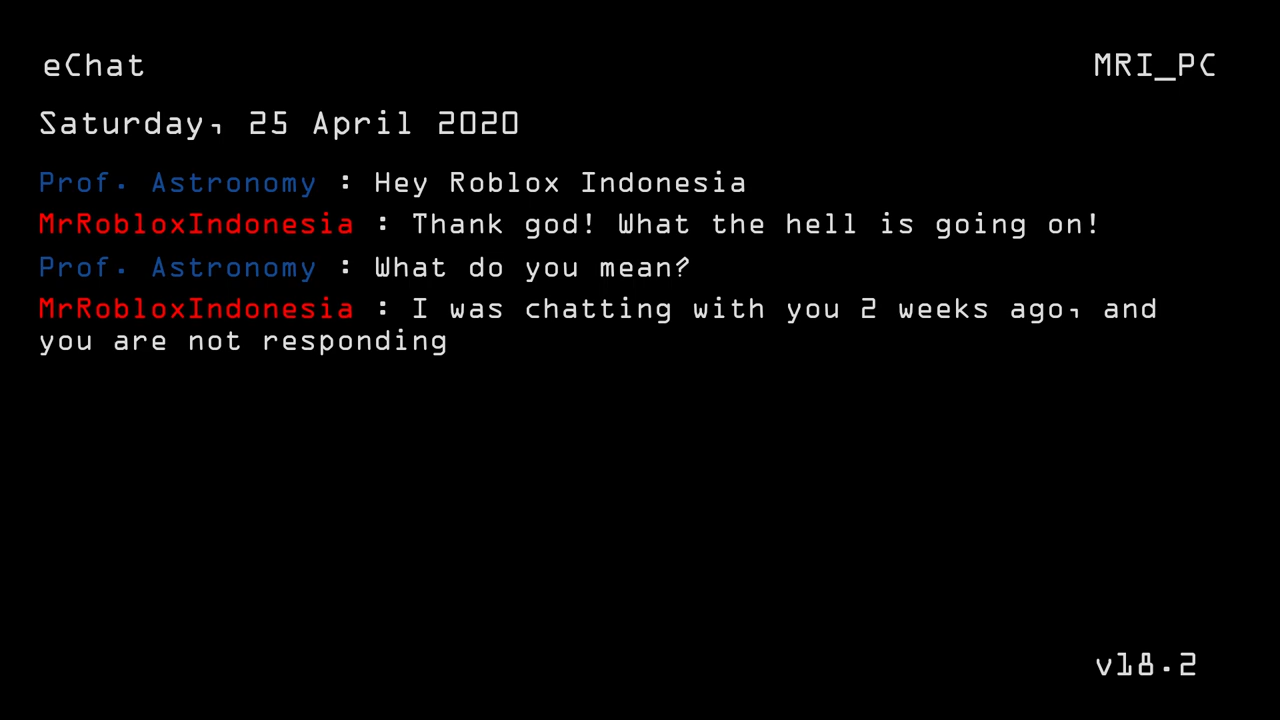 eChat
MRI_PC
Saturday, 25 April 2020
Prof. Astronomy : Hey Roblox Indonesia
MrRobloxIndonesia : Thank god! What the hell is going on!
Prof. Astronomy : What do you mean?
MrRobloxIndonesia : I was chatting with you 2 weeks ago, and
you are not responding
v18.2